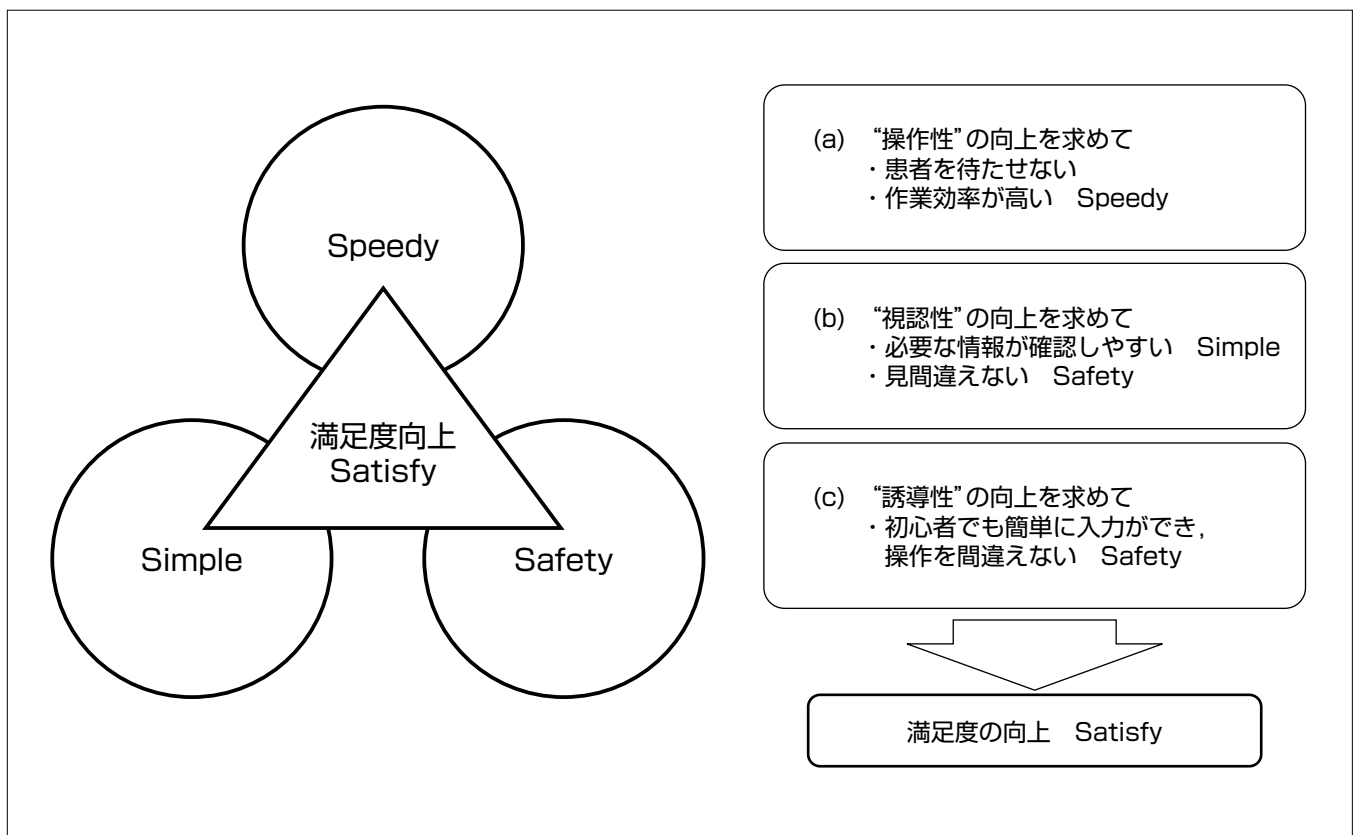 Speedy
満足度向上
Satisfy
Simple
Safety
(a) “操作性”の向上を求めて
・患者を待たせない
・作業効率が高い　Speedy
(b) “視認性”の向上を求めて
・必要な情報が確認しやすい　Simple
・見間違えない　Safety
(c) “誘導性”の向上を求めて
・初心者でも簡単に入力ができ，
操作を間違えない　Safety
満足度の向上　Satisfy